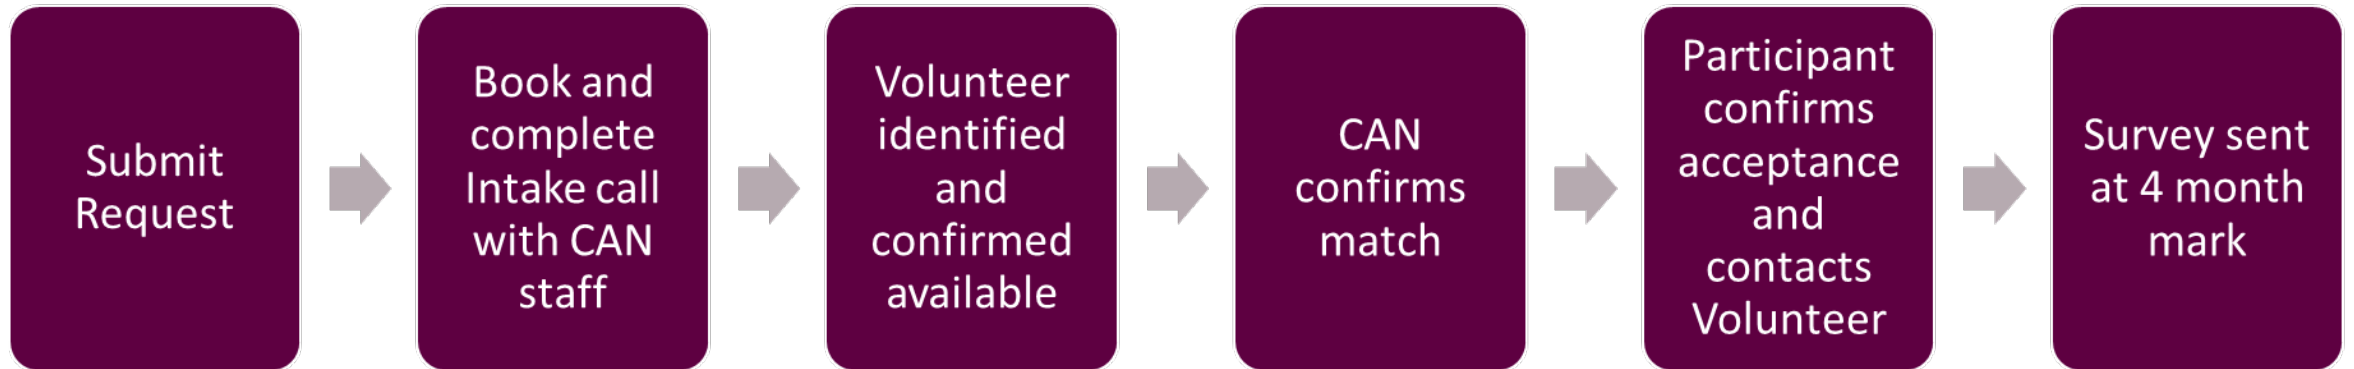 Submit
Request
Book and
complete
Intake call
with CAN
staff
Volunteer
identified
and
confirmed
available
CAN
confirms
match
Participant
confirms
acceptance
and
contacts
Volunteer
Survey sent
at 4 month
mark